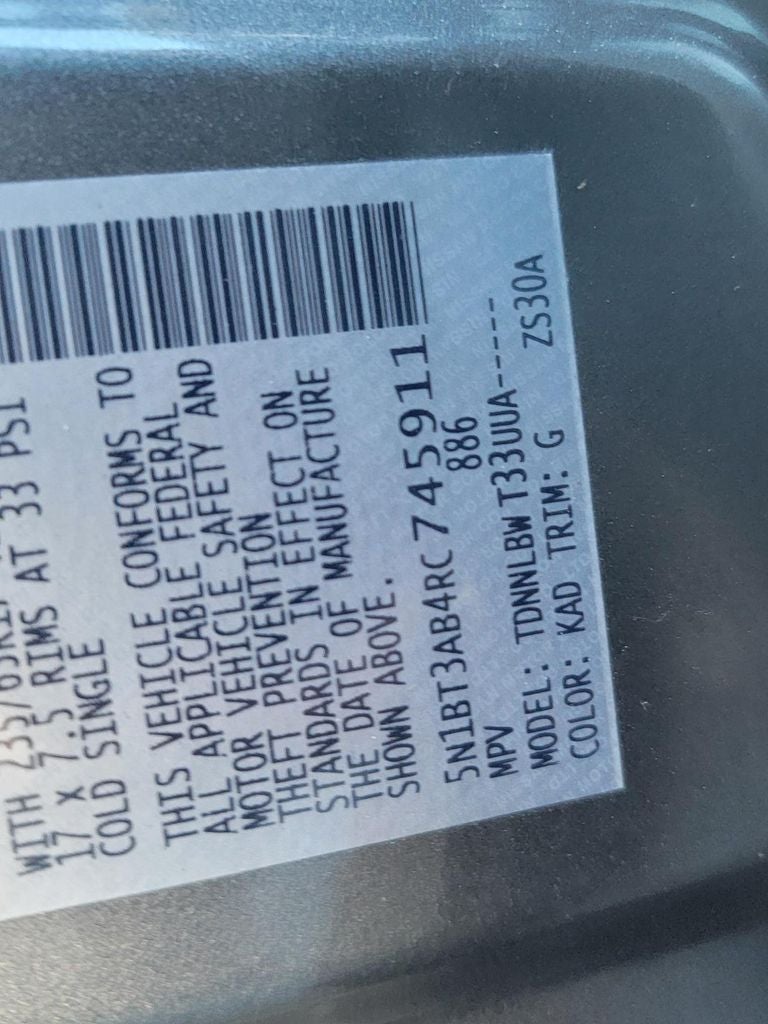 WITH 235/65R17
17 X 7.5 RIMS AT 33 PSI
COLD SINGLE
THIS VEHICLE CONFORMS TO
ALL APPLICABLE FEDERAL
MOTOR VEHICLE SAFETY AND
THEFT PREVENTION
STANDARDS IN EFFECT ON
THE DATE OF MANUFACTURE
SHOWN ABOVE.
5N1BT3AB4RC745911
MPV 886
MODEL: TDNNLBW T33UUA-----
COLOR: KAD TRIM: G ZS30A